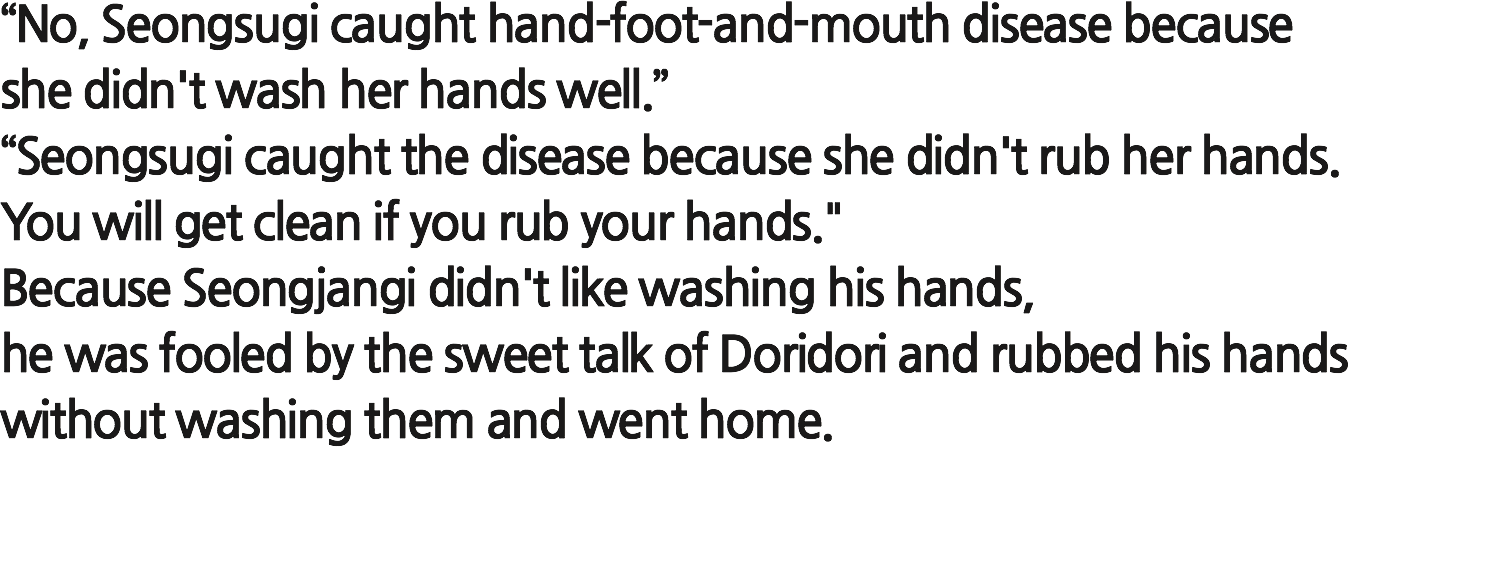 “No, Seongsugi caught hand-foot-and-mouth disease because
she didn't wash her hands well.”
“Seongsugi caught the disease because she didn't rub her hands.
You will get clean if you rub your hands."
Because Seongjangi didn't like washing his hands,
he was fooled by the sweet talk of Doridori and rubbed his hands
without washing them and went home.